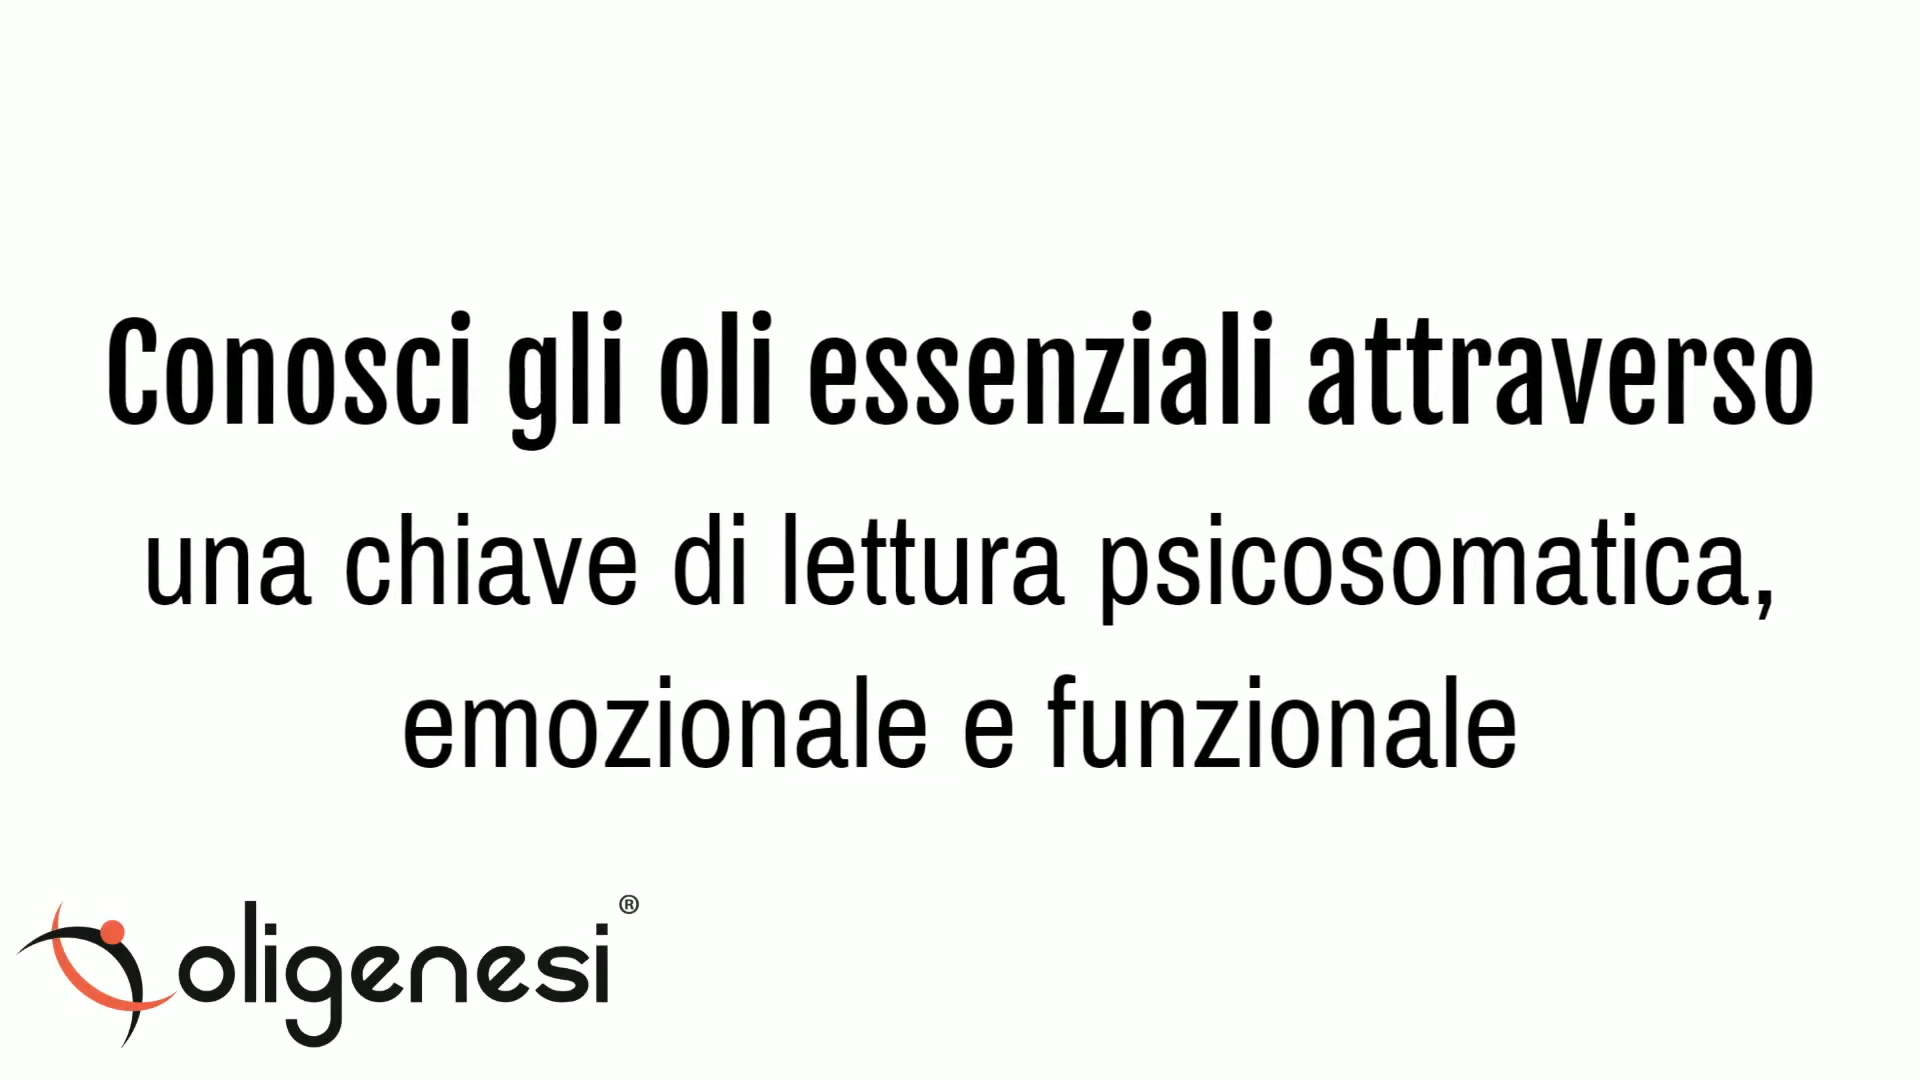 Conosci gli oli essenziali attraverso
una chiave di lettura psicosomatica,
emozionale e funzionale
oligenesi®